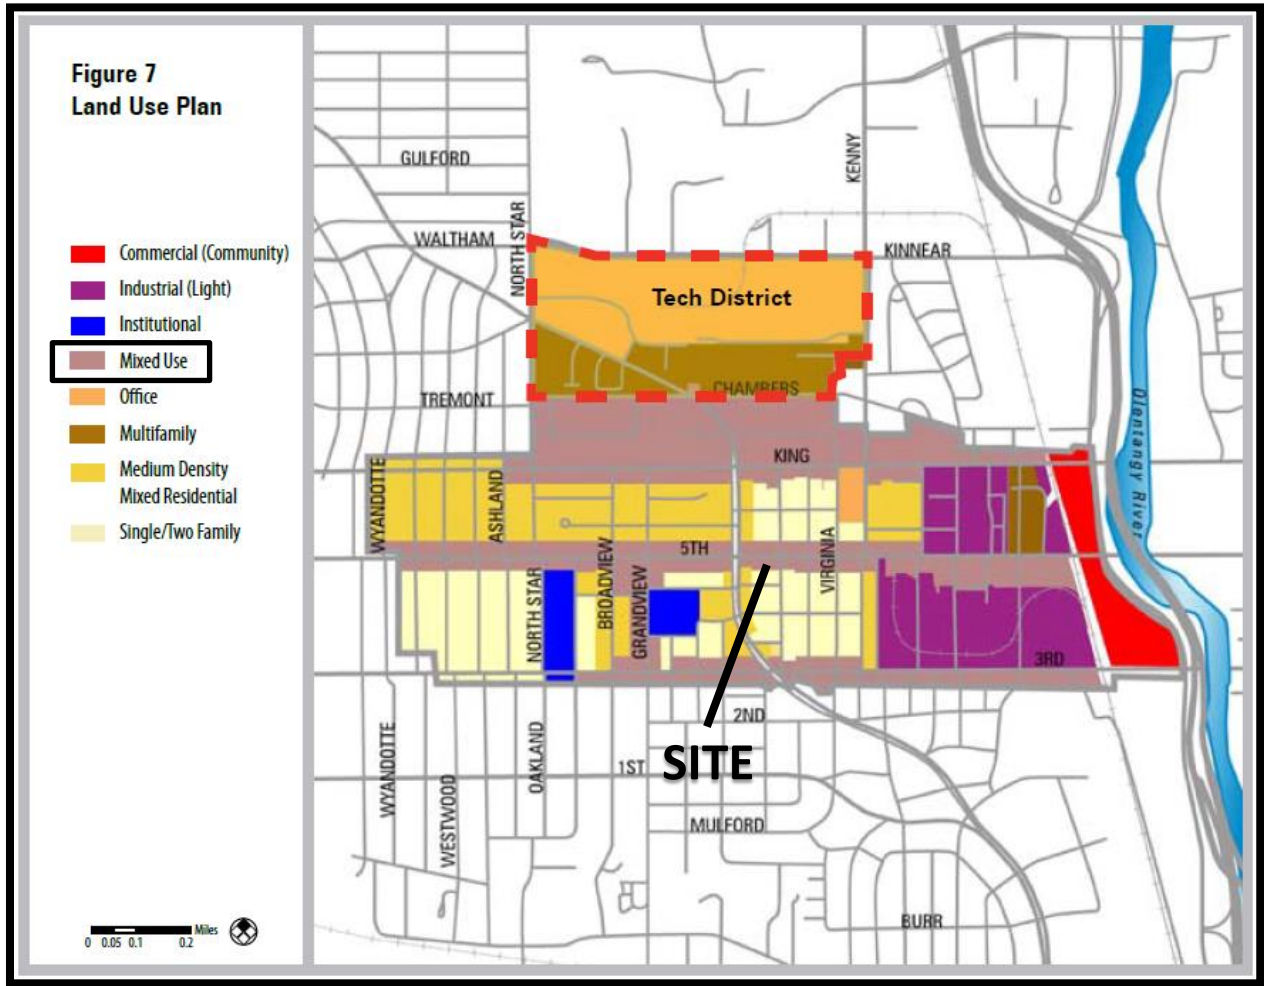 Figure 7
Land Use Plan
Commercial (Community)
Industrial (Light)
Institutional
Mixed Use
Office
Multifamily
Medium Density
Mixed Residential
Single/Two Family
0 0.05 0.1 0.2 Miles
GULFORD
KENNY
NORTH STAR
WALTHAM
KINNEAR
Tech District
CHAMBERS
TREMONT
KING
Olentangy River
WYANDOTTE
ASHLAND
5TH
BROADVIEW
VIRGINIA
NORTH STAR
GRANDVIEW
3RD
2ND
WYANDOTTE
OAKLAND
1ST
SITE
WESTWOOD
MULFORD
BURR